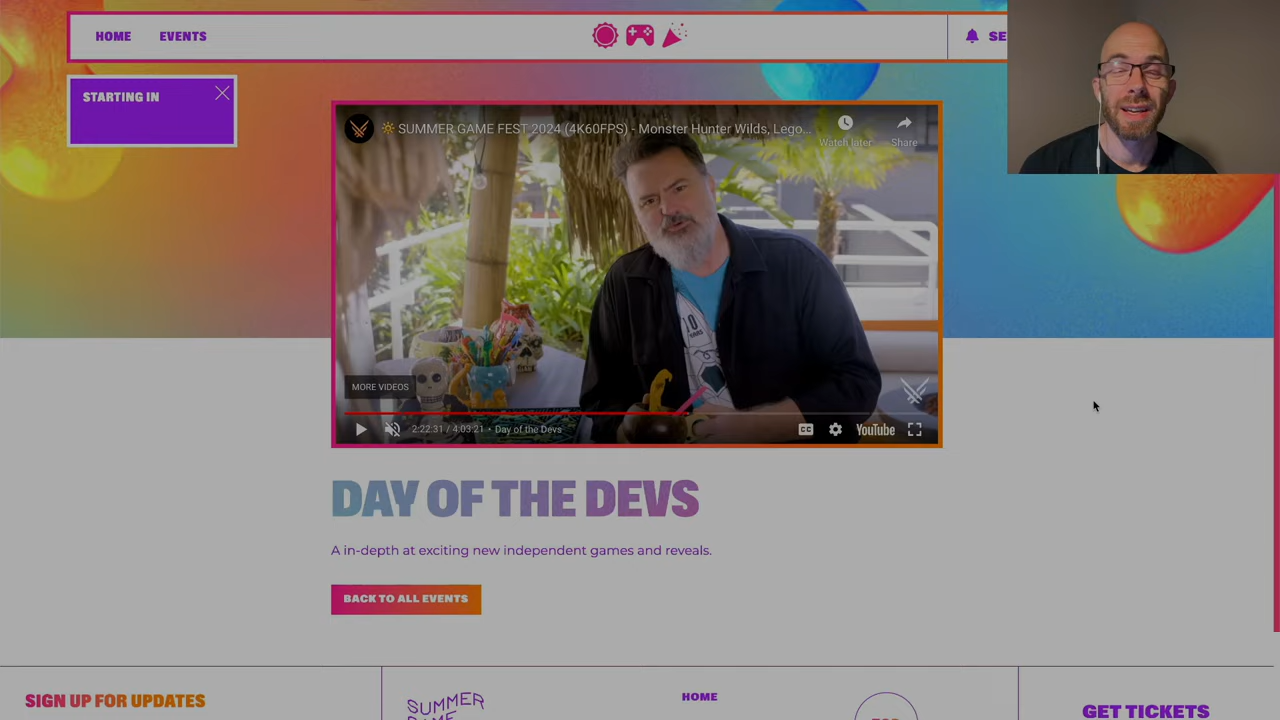 HOME
EVENTS
STARTING IN
SUMMER GAME FEST 2024 (4K60FPS) - Monster Hunter Wilds, Lego...
Watch later
Share
10
MORE VIDEOS
2:22:31 / 4:03:21 • Day of the Devs
CC
YouTube
DAY OF THE DEVS
A in-depth at exciting new independent games and reveals.
BACK TO ALL EVENTS
SIGN UP FOR UPDATES
SUMMER
HOME
GET TICKETS